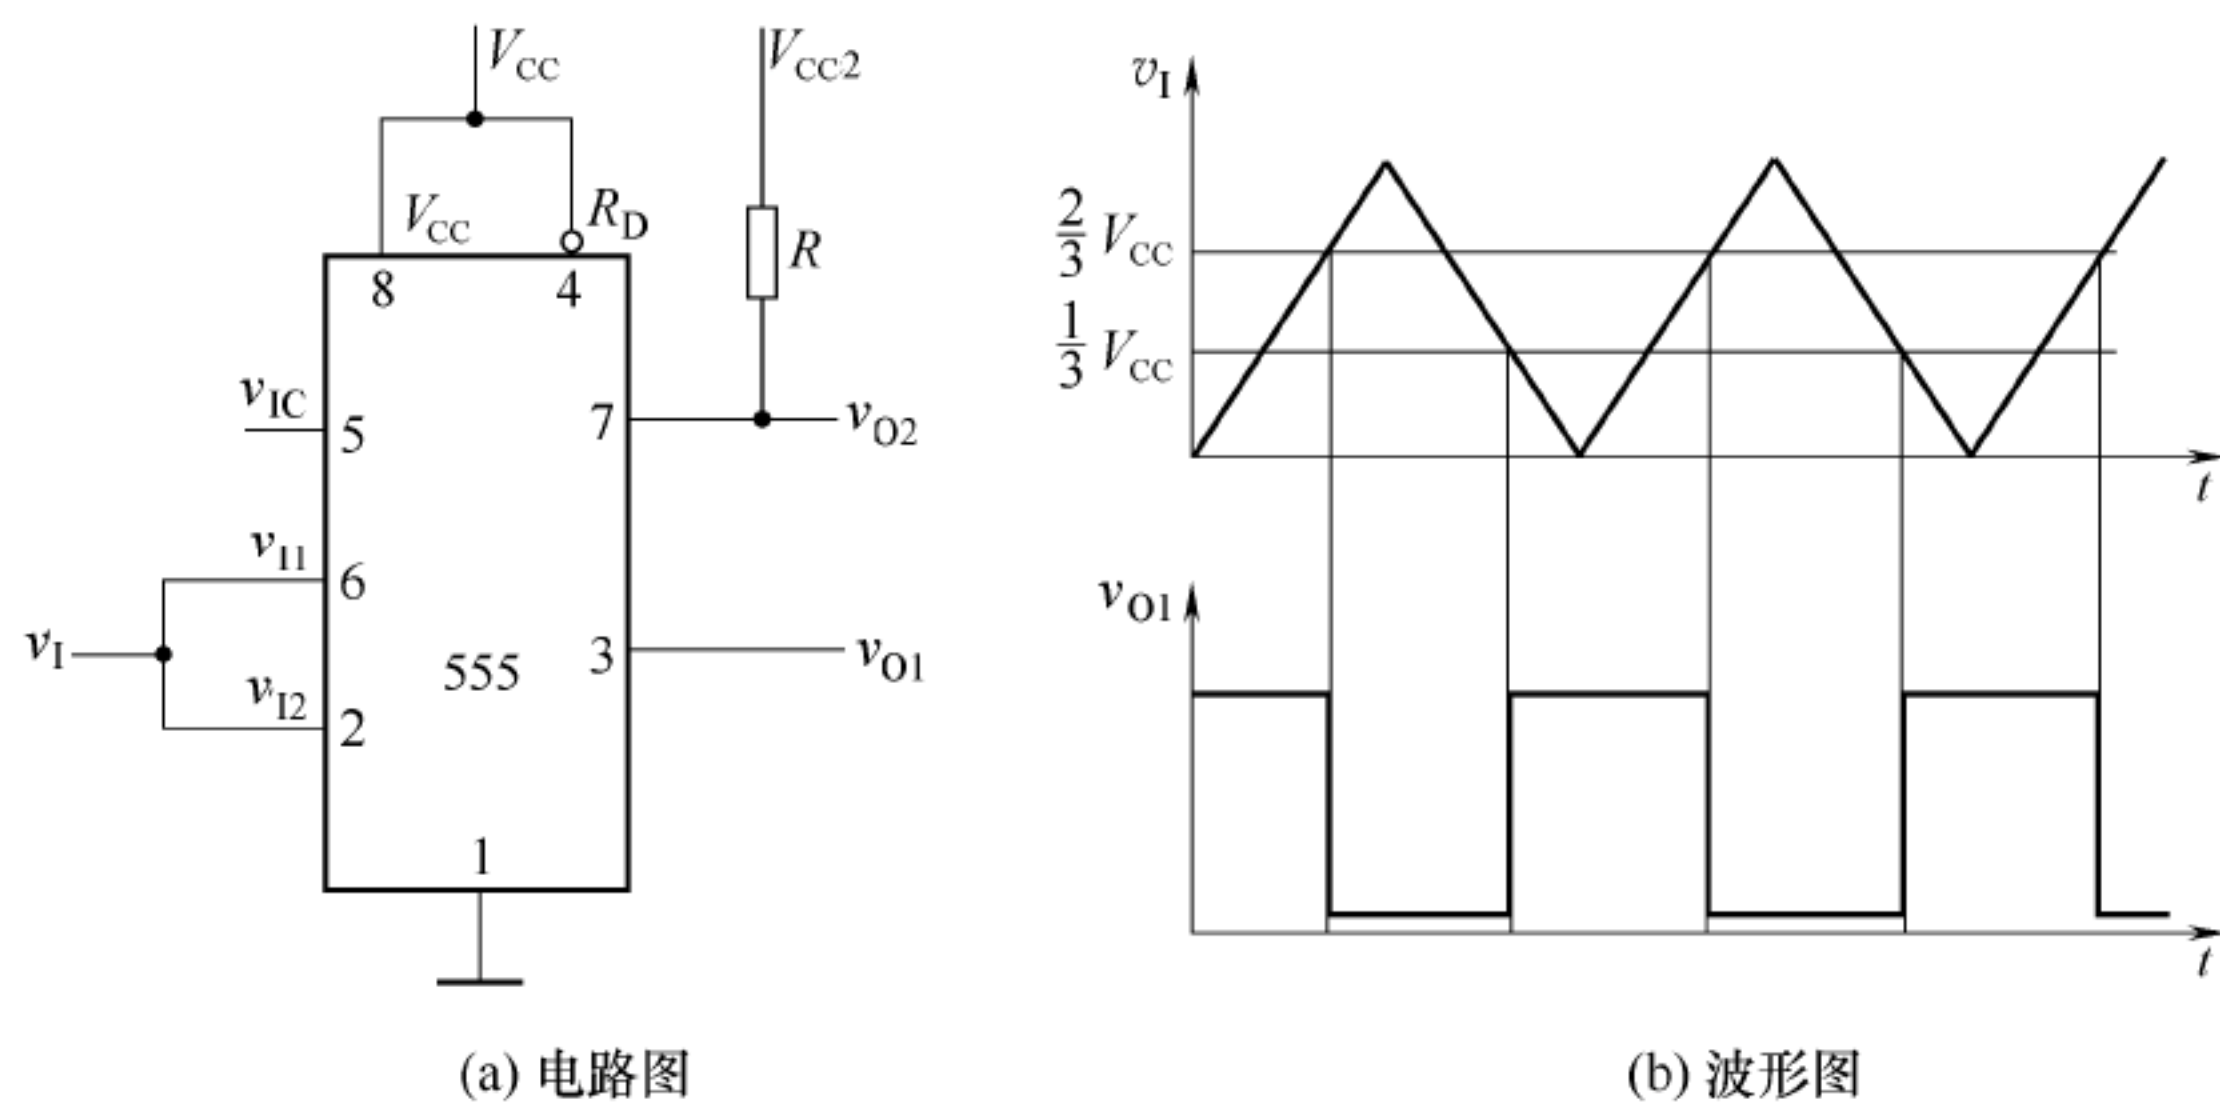 V_CC
V_CC2
V_CC
R_D
R
8
4
v_IC
5
7
v_O2
v_I1
6
v_I
555
3
v_O1
v_I2
2
1
(a) 电路图
v_I
2/3 V_CC
1/3 V_CC
t
v_O1
t
(b) 波形图